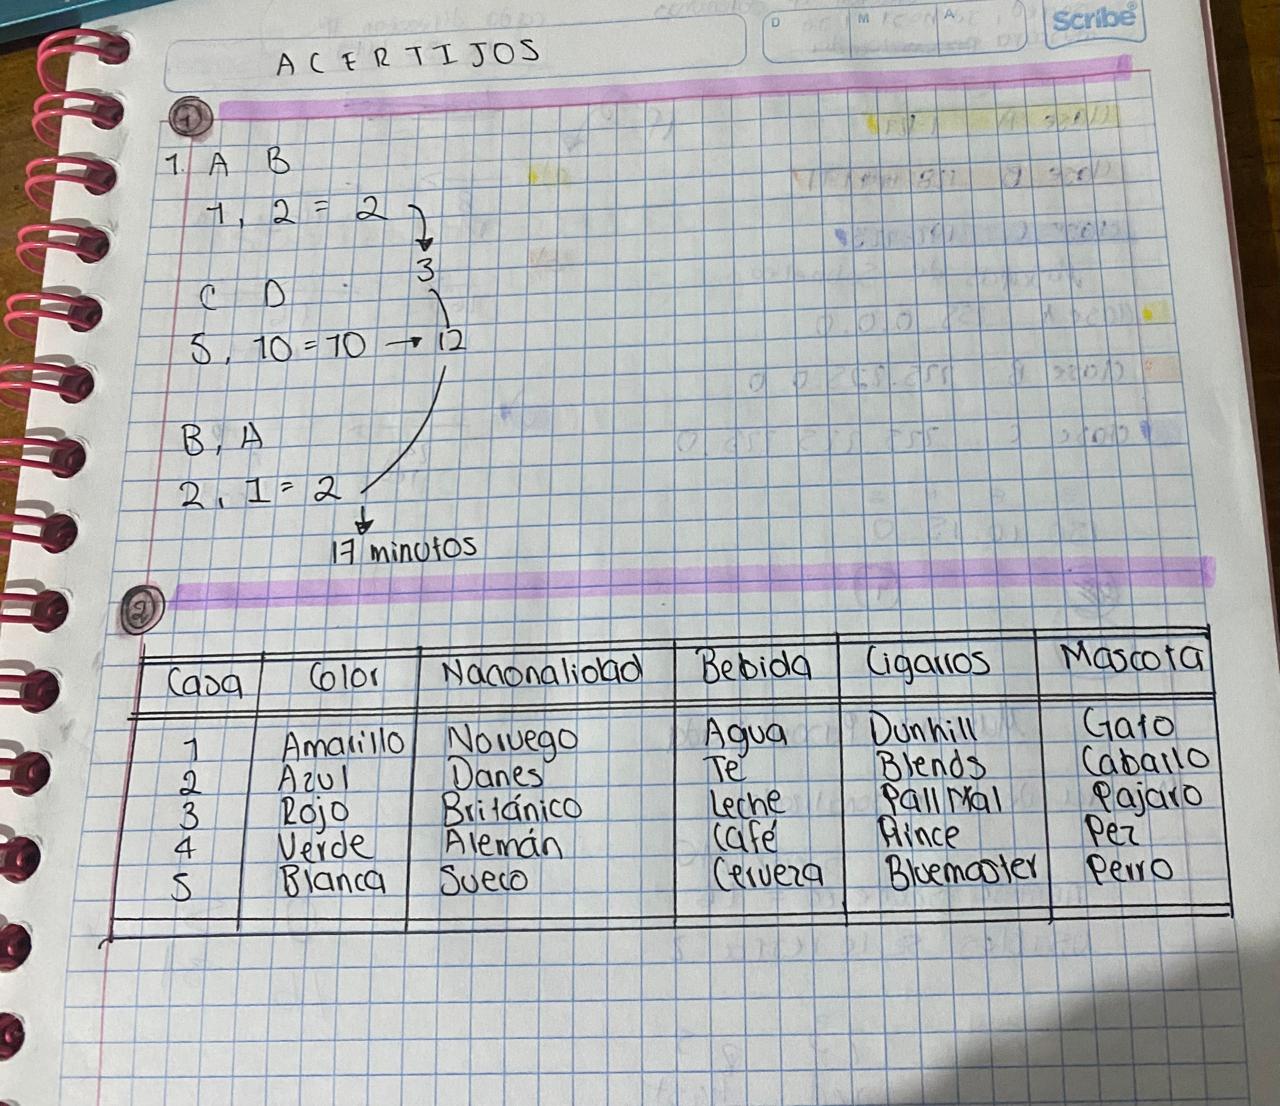 D M A
Scribe
ACERTIJOS
1
1. A B
1, 2 = 2
3
C D
5, 10 = 10 → 12
B, A
2, 1 = 2
17 minutos
2
Casa Color Nacionalidad Bebida Cigarros Mascota
1 Amarillo Noruego Agua Dunhill Gato
2 Azul Danes Te Blends Caballo
3 Rojo Británico Leche Pall Mal Pajaro
4 Verde Alemán Café Prince Pez
5 Blanca Sueco Cerveza Bluemaster Perro